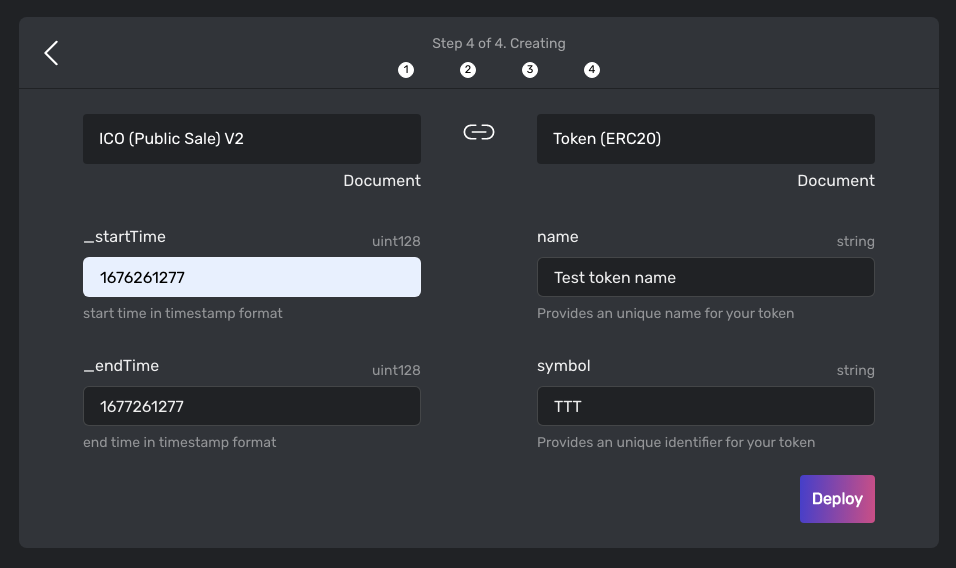 Step 4 of 4. Creating
1 2 3 4
ICO (Public Sale) V2
Document
_startTime uint128
1676261277
start time in timestamp format
_endTime uint128
1677261277
end time in timestamp format
Token (ERC20)
Document
name string
Test token name
Provides an unique name for your token
symbol string
TTT
Provides an unique identifier for your token
Deploy